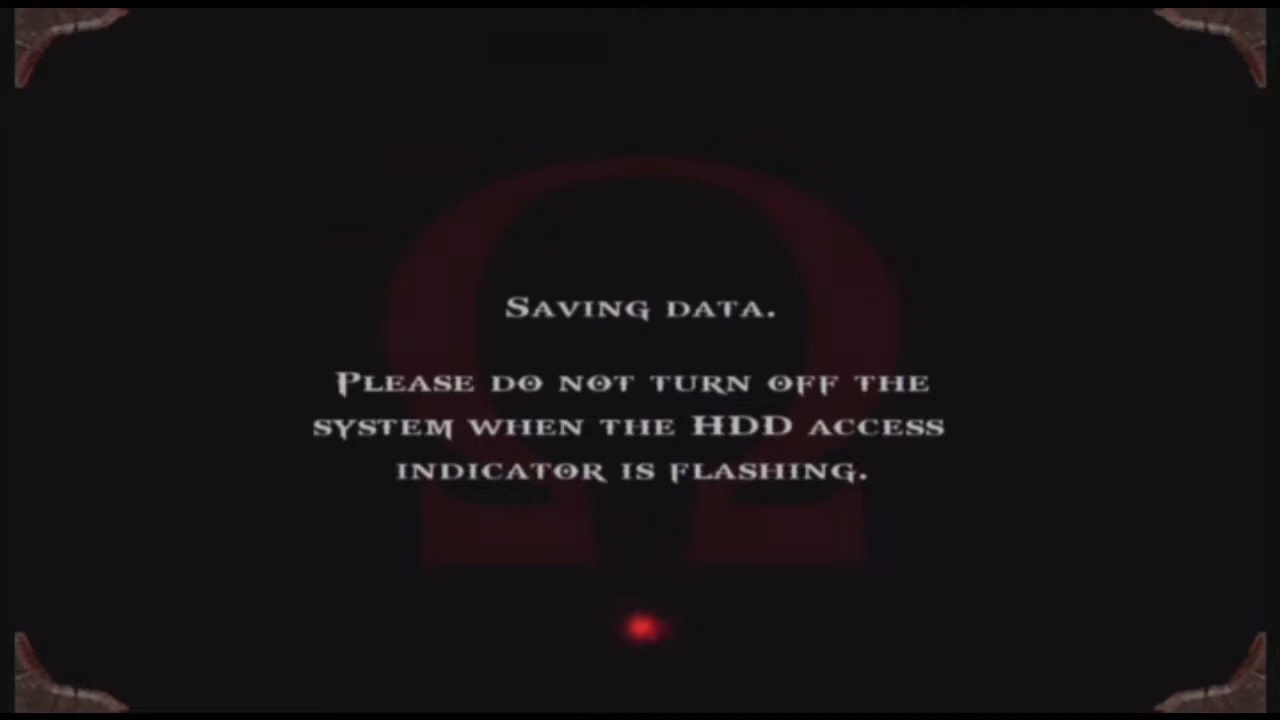 Saving data.
Please do not turn off the
system when the HDD access
indicator is flashing.